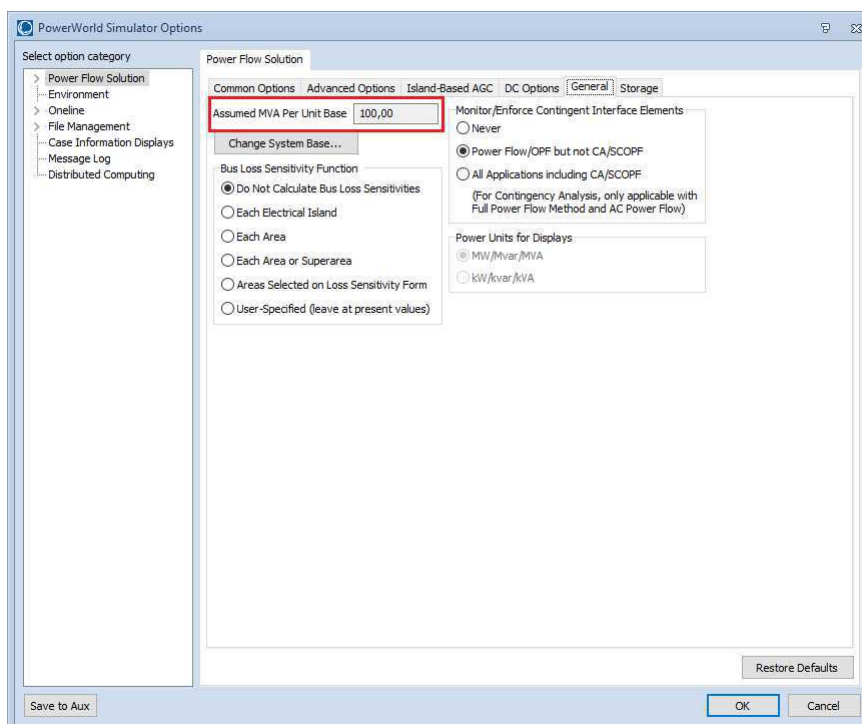 PowerWorld Simulator Options
Select option category
Power Flow Solution
Environment
Oneline
File Management
Case Information Displays
Message Log
Distributed Computing
Power Flow Solution
Common Options Advanced Options Island-Based AGC DC Options General Storage
Assumed MVA Per Unit Base 100,00
Change System Base...
Bus Loss Sensitivity Function
Do Not Calculate Bus Loss Sensitivities
Each Electrical Island
Each Area
Each Area or Superarea
Areas Selected on Loss Sensitivity Form
User-Specified (leave at present values)
Monitor/Enforce Contingent Interface Elements
Never
Power Flow/OPF but not CA/SCOPF
All Applications including CA/SCOPF
(For Contingency Analysis, only applicable with
Full Power Flow Method and AC Power Flow)
Power Units for Displays
MW/Mvar/MVA
kW/kvar/kVA
Restore Defaults
Save to Aux
OK
Cancel